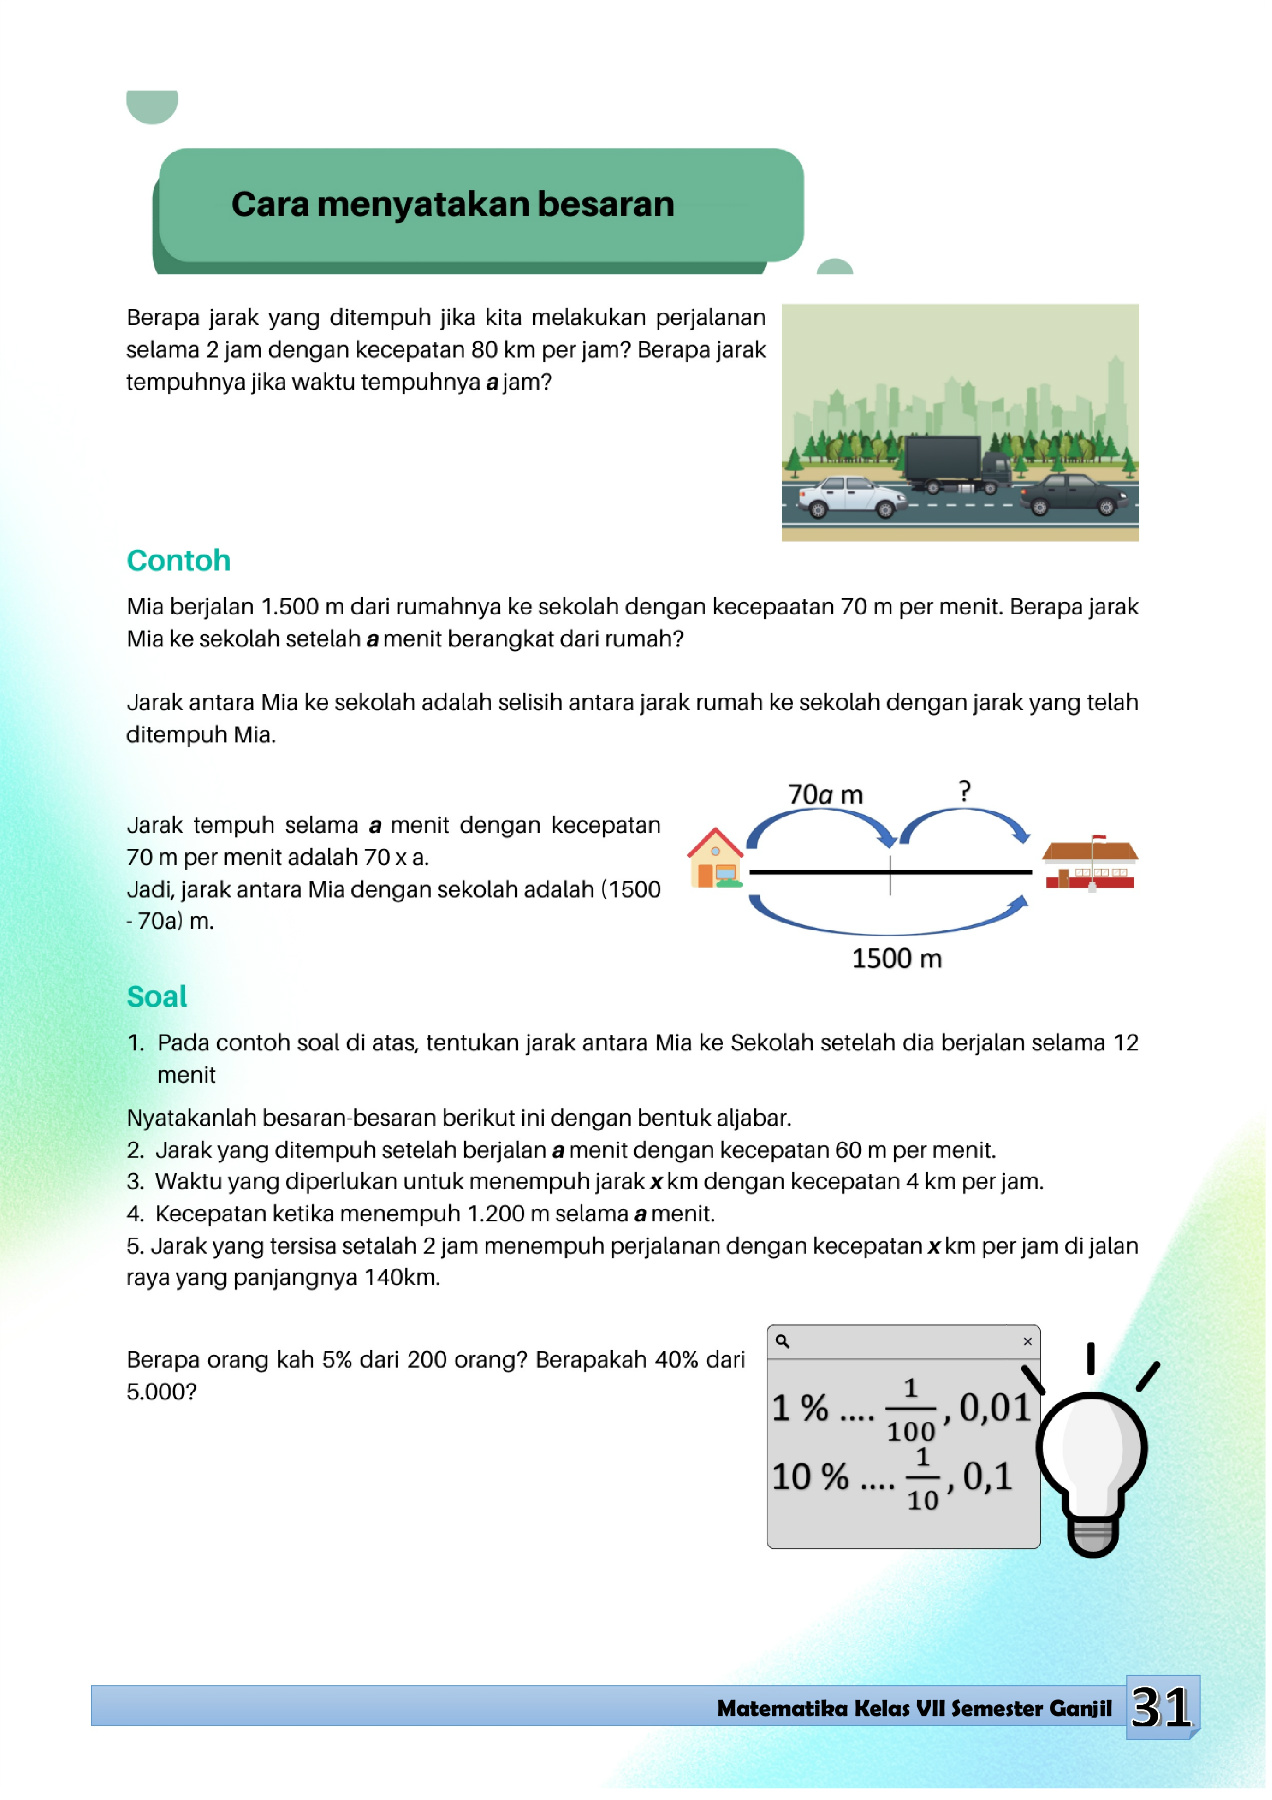 Cara menyatakan besaran
Berapa jarak yang ditempuh jika kita melakukan perjalanan
selama 2 jam dengan kecepatan 80 km per jam? Berapa jarak
tempuhnya jika waktu tempuhnya a jam?
Contoh
Mia berjalan 1.500 m dari rumahnya ke sekolah dengan kecepaatan 70 m per menit. Berapa jarak
Mia ke sekolah setelah a menit berangkat dari rumah?
Jarak antara Mia ke sekolah adalah selisih antara jarak rumah ke sekolah dengan jarak yang telah
ditempuh Mia.
Jarak tempuh selama a menit dengan kecepatan
70 m per menit adalah 70 x a.
Jadi, jarak antara Mia dengan sekolah adalah (1500
- 70a) m.
70a m
?
1500 m
Soal
1. Pada contoh soal di atas, tentukan jarak antara Mia ke Sekolah setelah dia berjalan selama 12
menit
Nyatakanlah besaran-besaran berikut ini dengan bentuk aljabar.
2. Jarak yang ditempuh setelah berjalan a menit dengan kecepatan 60 m per menit.
3. Waktu yang diperlukan untuk menempuh jarak x km dengan kecepatan 4 km per jam.
4. Kecepatan ketika menempuh 1.200 m selama a menit.
5. Jarak yang tersisa setalah 2 jam menempuh perjalanan dengan kecepatan x km per jam di jalan
raya yang panjangnya 140km.
Berapa orang kah 5% dari 200 orang? Berapakah 40% dari
5.000?
1 % .... 1/100 , 0,01
10 % .... 1/10 , 0,1
Matematika Kelas VII Semester Ganjil 31